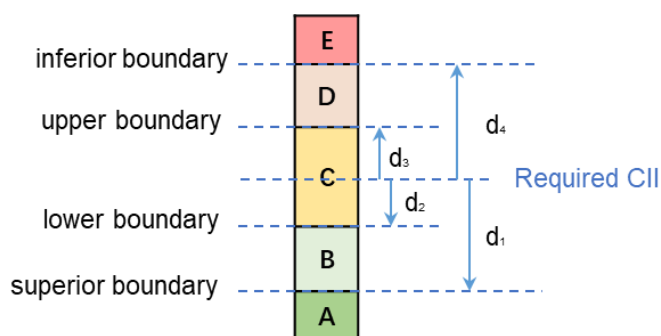 E
inferior boundary
D
upper boundary
d₄
d₃
C
Required CII
d₂
lower boundary
d₁
B
superior boundary
A